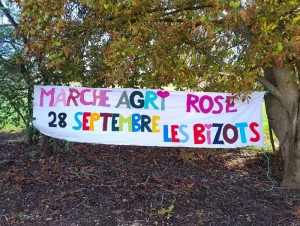 MARCHE AGRI ROSE
28 SEPTEMBRE LES BiZOTS